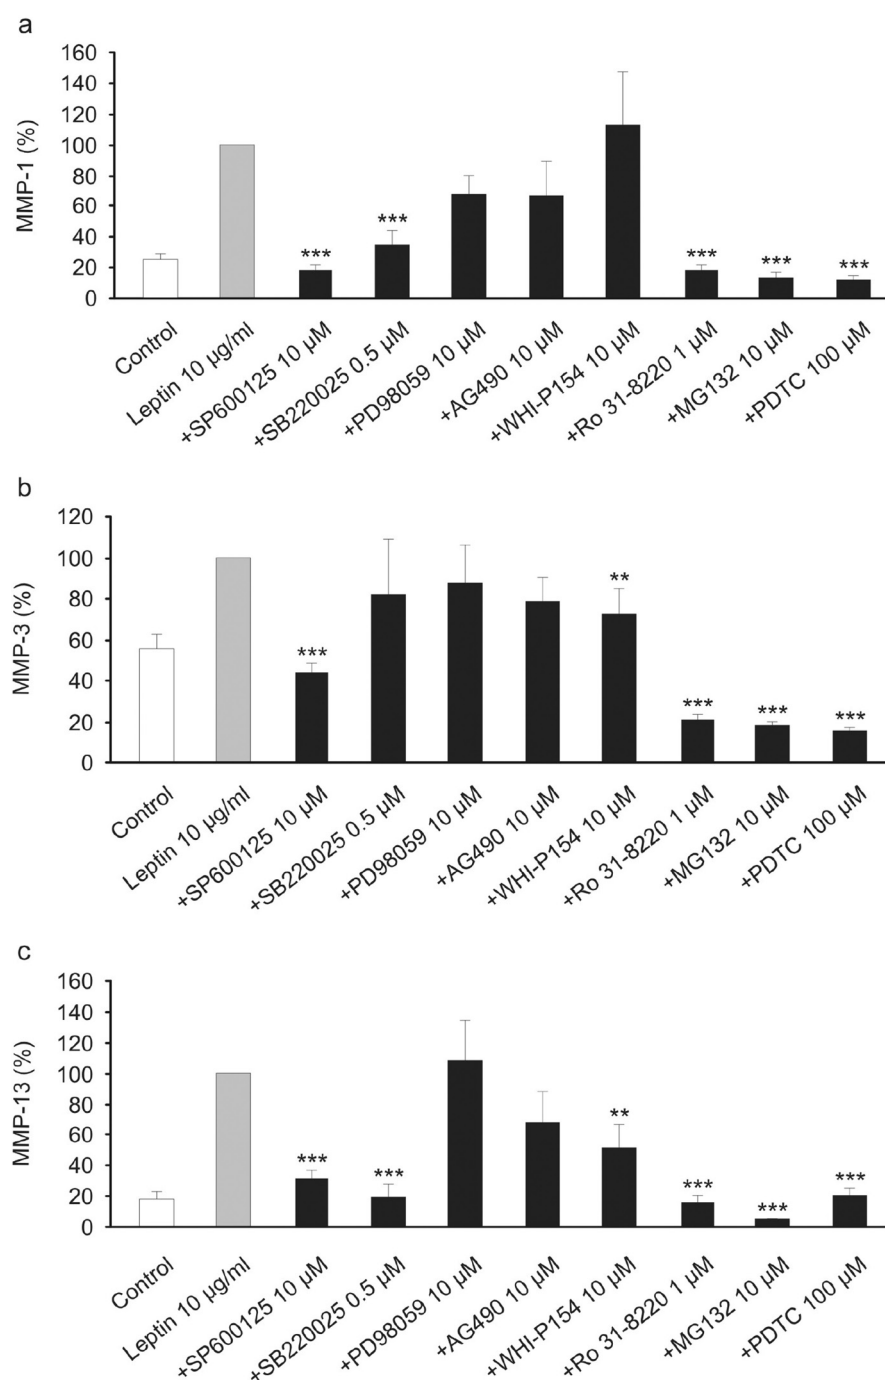 a
160
140
120
100
80
60
40
20
0
MMP-1 (%)
***
***
***
***
***
Control
Leptin 10 µg/ml
+SP600125 10 µM
+SB220025 0.5 µM
+PD98059 10 µM
+AG490 10 µM
+WHI-P154 10 µM
+Ro 31-8220 1 µM
+MG132 10 µM
+PDTC 100 µM
b
120
100
80
60
40
20
0
MMP-3 (%)
***
**
***
***
***
Control
Leptin 10 µg/ml
+SP600125 10 µM
+SB220025 0.5 µM
+PD98059 10 µM
+AG490 10 µM
+WHI-P154 10 µM
+Ro 31-8220 1 µM
+MG132 10 µM
+PDTC 100 µM
c
160
140
120
100
80
60
40
20
0
MMP-13 (%)
***
***
**
***
***
***
Control
Leptin 10 µg/ml
+SP600125 10 µM
+SB220025 0.5 µM
+PD98059 10 µM
+AG490 10 µM
+WHI-P154 10 µM
+Ro 31-8220 1 µM
+MG132 10 µM
+PDTC 100 µM